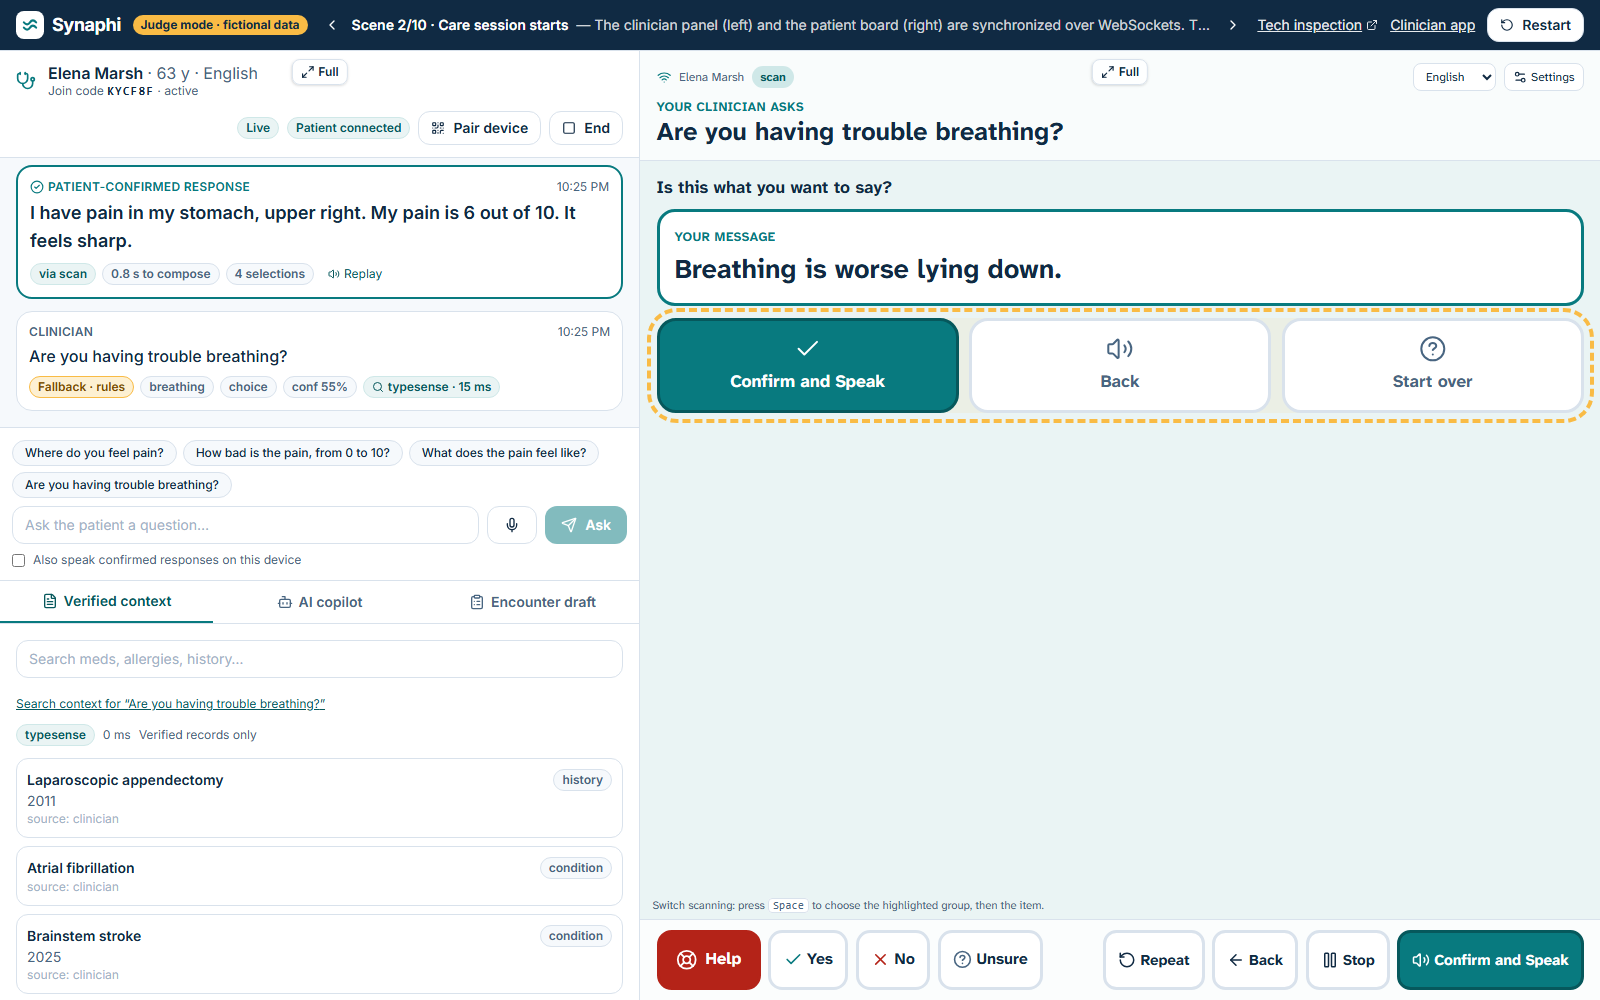 Synaphi
Judge mode · fictional data
Scene 2/10 · Care session starts — The clinician panel (left) and the patient board (right) are synchronized over WebSockets. T...
Tech inspection
Clinician app
Restart
Elena Marsh · 63 y · English
Join code KYCF8F · active
Full
Live
Patient connected
Pair device
End
PATIENT-CONFIRMED RESPONSE
10:25 PM
I have pain in my stomach, upper right. My pain is 6 out of 10. It
feels sharp.
via scan
0.8 s to compose
4 selections
Replay
CLINICIAN
10:25 PM
Are you having trouble breathing?
Fallback · rules
breathing
choice
conf 55%
typesense · 15 ms
Where do you feel pain?
How bad is the pain, from 0 to 10?
What does the pain feel like?
Are you having trouble breathing?
Ask the patient a question...
Ask
Also speak confirmed responses on this device
Verified context
AI copilot
Encounter draft
Search meds, allergies, history...
Search context for “Are you having trouble breathing?”
typesense
0 ms
Verified records only
Laparoscopic appendectomy
history
2011
source: clinician
Atrial fibrillation
condition
source: clinician
Brainstem stroke
condition
2025
source: clinician
Elena Marsh
scan
Full
English
Settings
YOUR CLINICIAN ASKS
Are you having trouble breathing?
Is this what you want to say?
YOUR MESSAGE
Breathing is worse lying down.
Confirm and Speak
Back
Start over
Switch scanning: press Space to choose the highlighted group, then the item.
Help
Yes
No
Unsure
Repeat
Back
Stop
Confirm and Speak